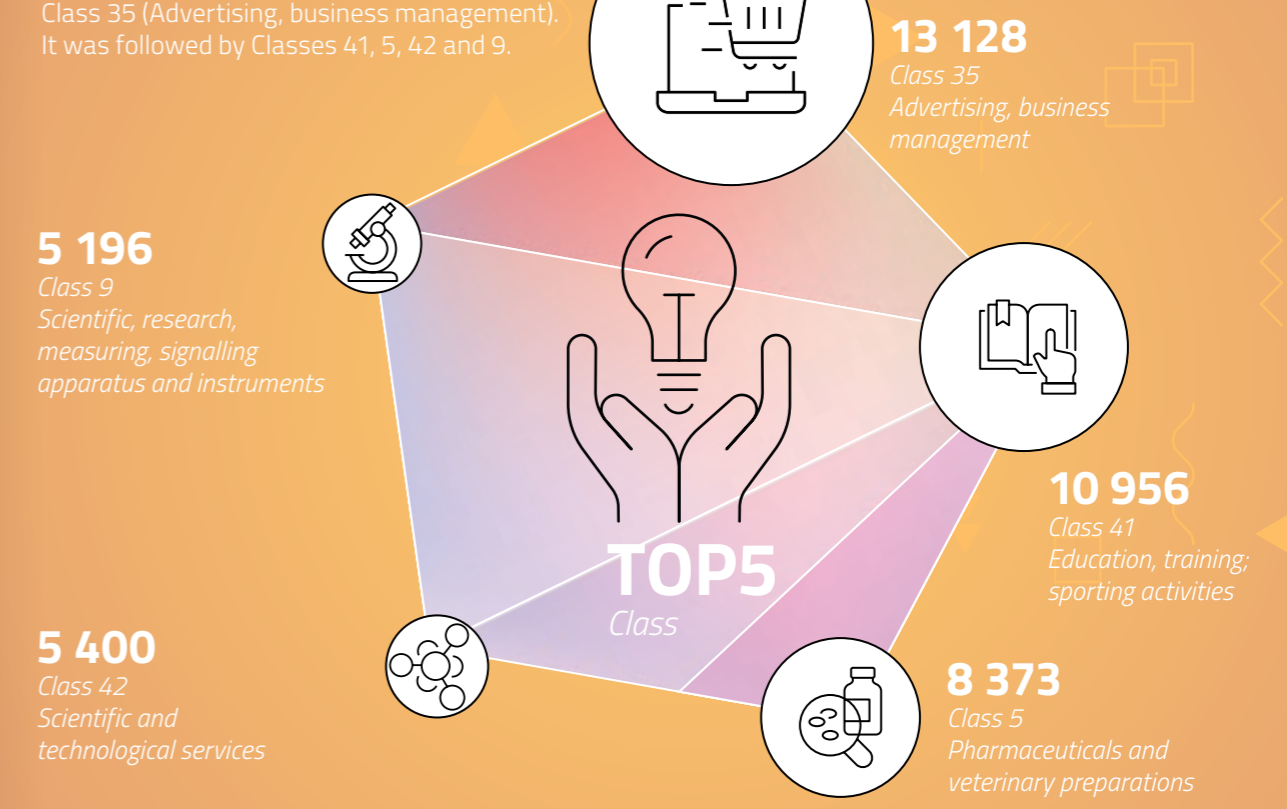 Class 35 (Advertising, business management).
It was followed by Classes 41, 5, 42 and 9.
13 128
Class 35
Advertising, business
management
5 196
Class 9
Scientific, research,
measuring, signalling
apparatus and instruments
10 956
Class 41
Education, training;
sporting activities
TOP5
Class
5 400
Class 42
Scientific and
technological services
8 373
Class 5
Pharmaceuticals and
veterinary preparations